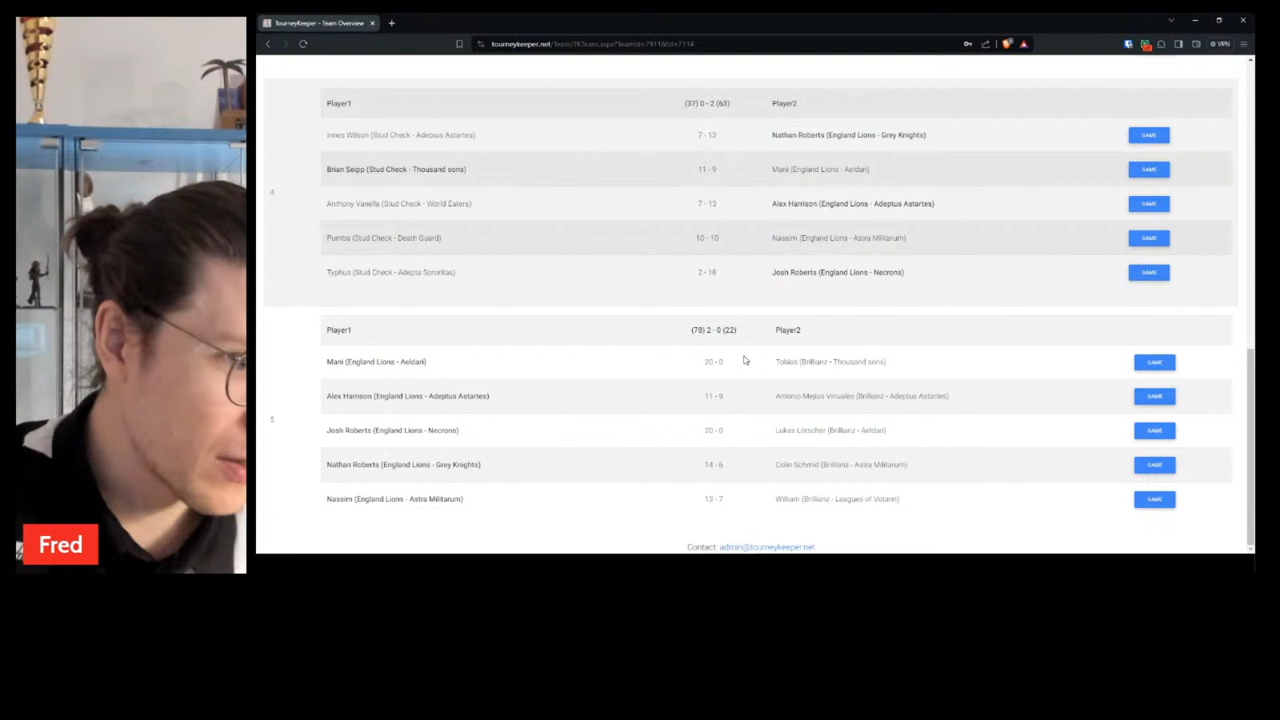 TourneyKeeper - Team Overview
tourneykeeper.net/Team/TKTeam.aspx?TeamId=79118&Id=7114
VPN
Player1 (37) 0 - 2 (63) Player2
Innes Wilson (Stud Check - Adeptus Astartes) 7 - 13 Nathan Roberts (England Lions - Grey Knights) GAME
Brian Seipp (Stud Check - Thousand sons) 11 - 9 Mani (England Lions - Aeldari) GAME
4
Anthony Vanella (Stud Check - World Eaters) 7 - 13 Alex Harrison (England Lions - Adeptus Astartes) GAME
Pumba (Stud Check - Death Guard) 10 - 10 Nassim (England Lions - Astra Militarum) GAME
Typhus (Stud Check - Adepta Sororitas) 2 - 18 Josh Roberts (England Lions - Necrons) GAME
Player1 (78) 2 - 0 (22) Player2
Mani (England Lions - Aeldari) 20 - 0 Tobias (Brillianz - Thousand sons) GAME
Alex Harrison (England Lions - Adeptus Astartes) 11 - 9 Antonio Mejias Vinuales (Brillianz - Adeptus Astartes) GAME
5
Josh Roberts (England Lions - Necrons) 20 - 0 Lukas Lötscher (Brillianz - Aeldari) GAME
Nathan Roberts (England Lions - Grey Knights) 14 - 6 Colin Schmid (Brillianz - Astra Militarum) GAME
Nassim (England Lions - Astra Militarum) 13 - 7 William (Brillianz - Leagues of Votann) GAME
Contact: admin@tourneykeeper.net
Fred